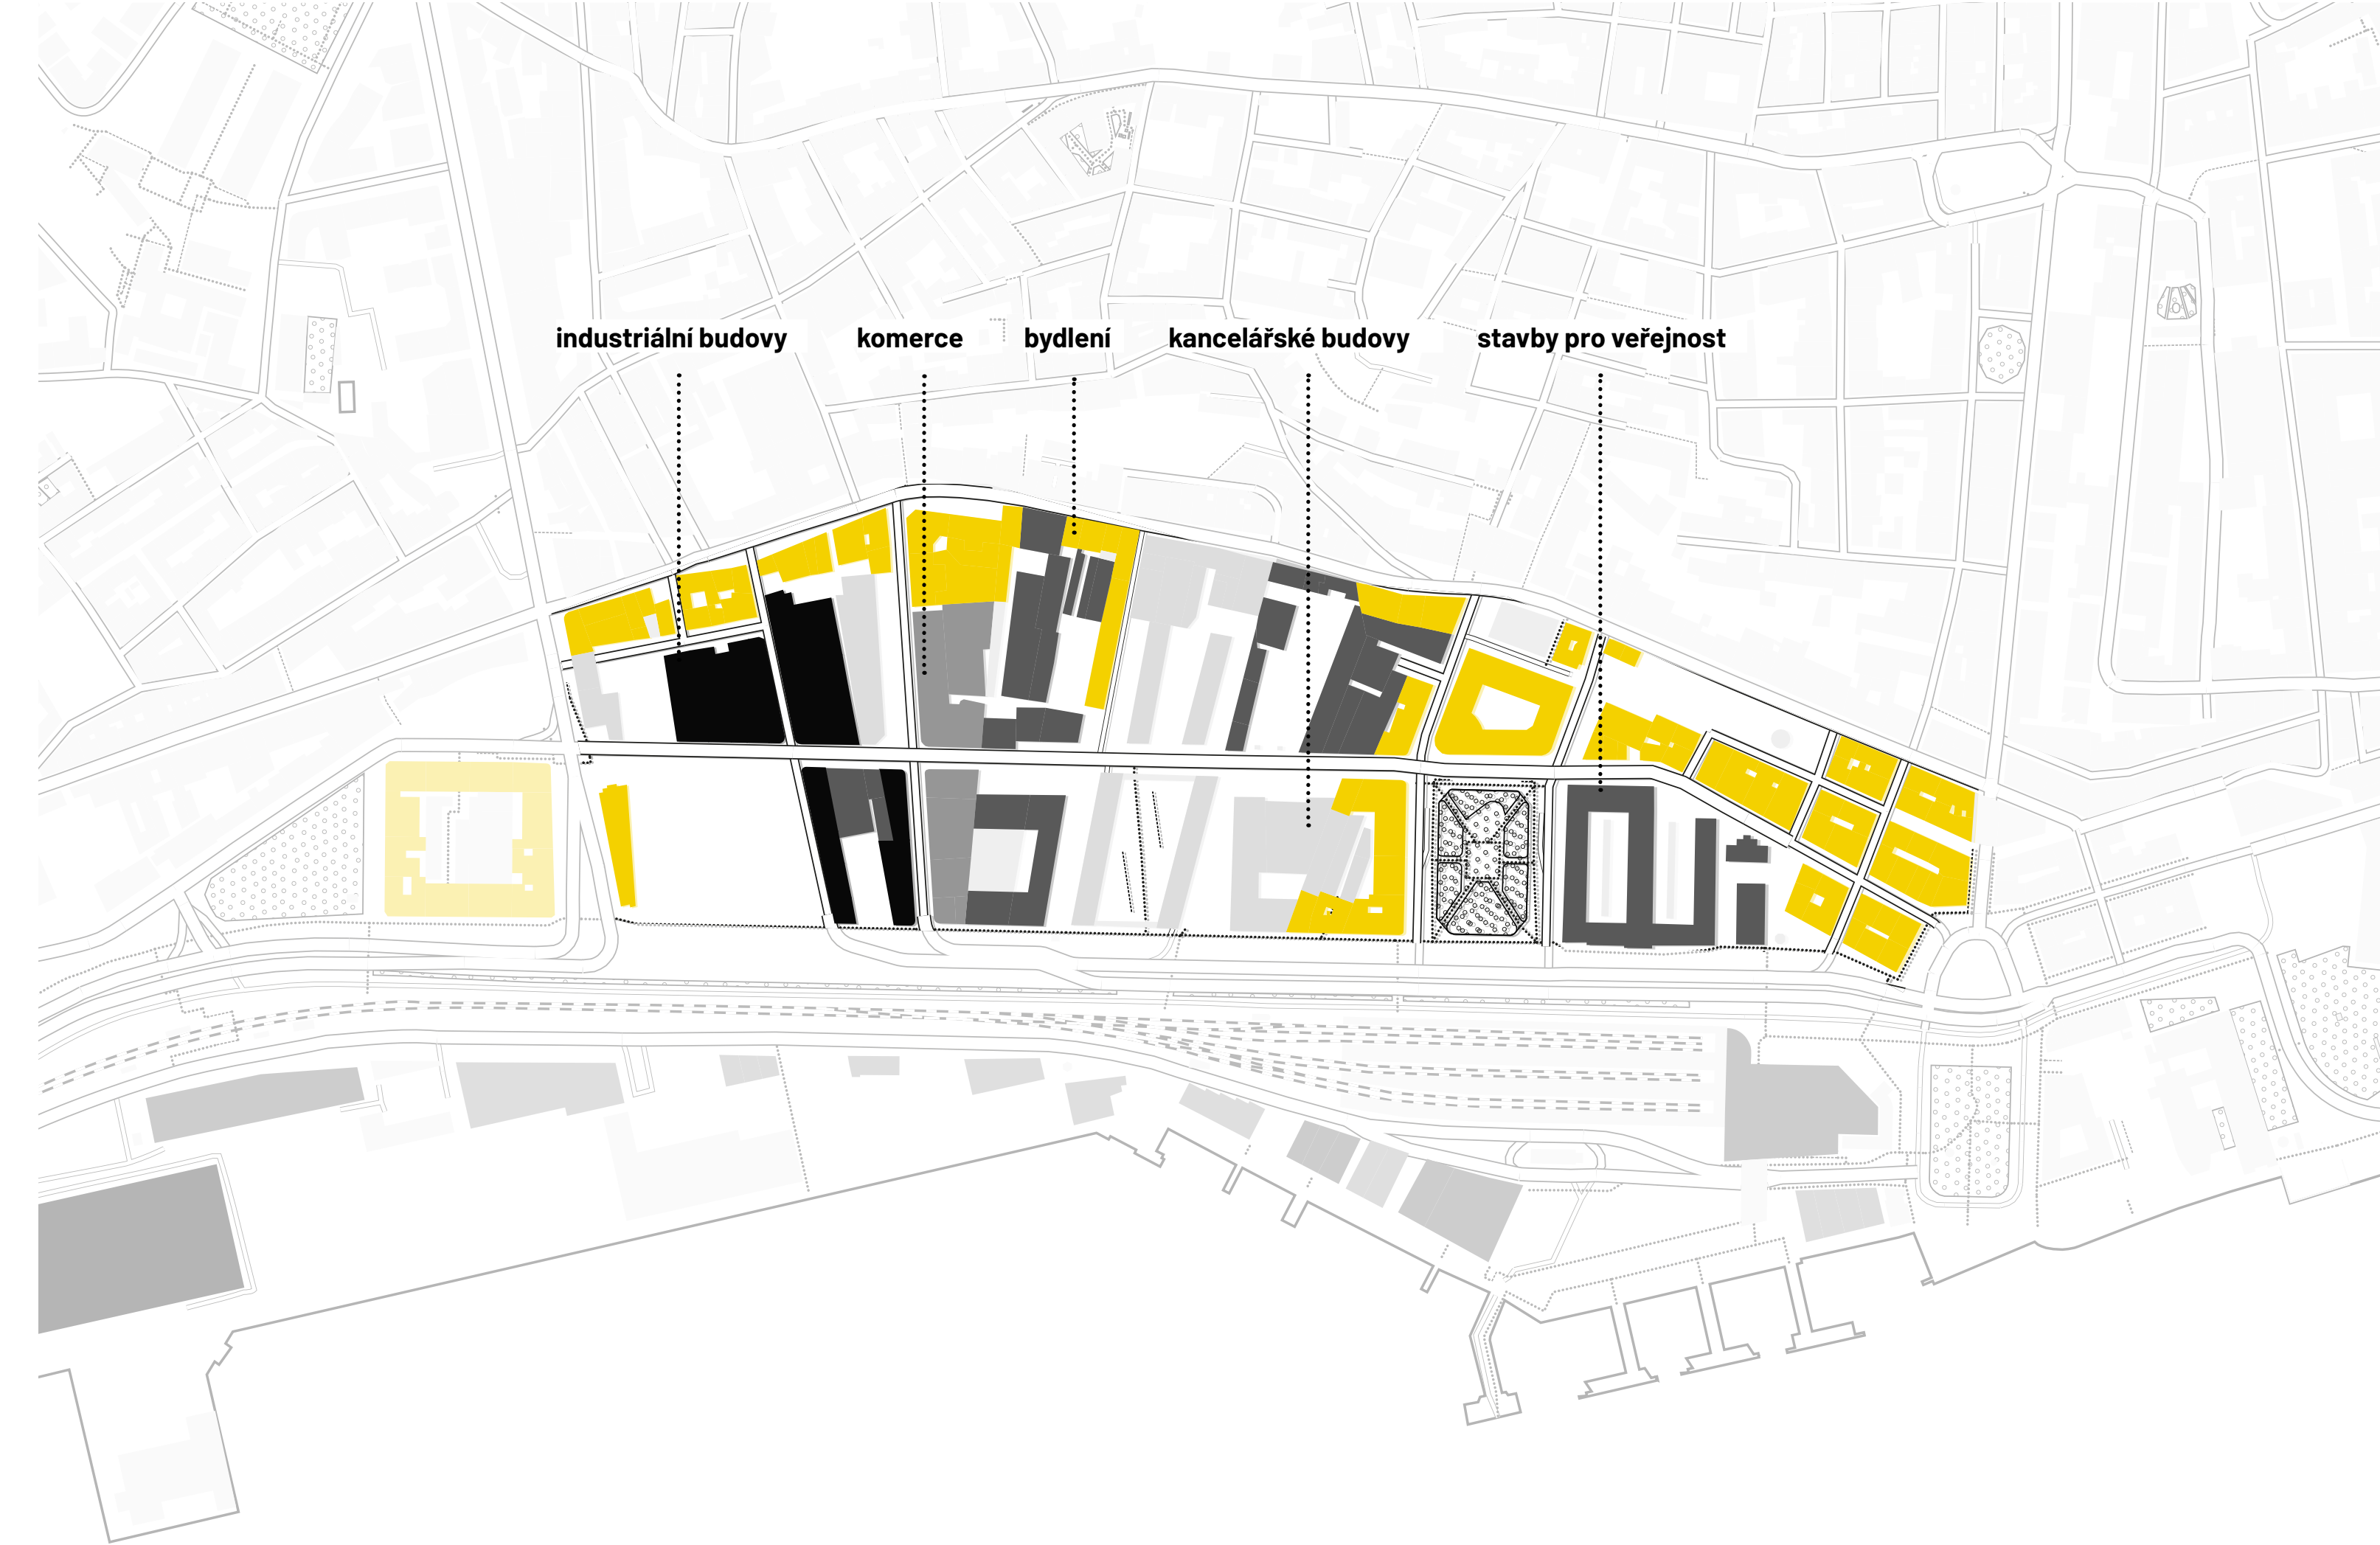 industriální budovy
komerce
bydlení
kancelářské budovy
stavby pro veřejnost